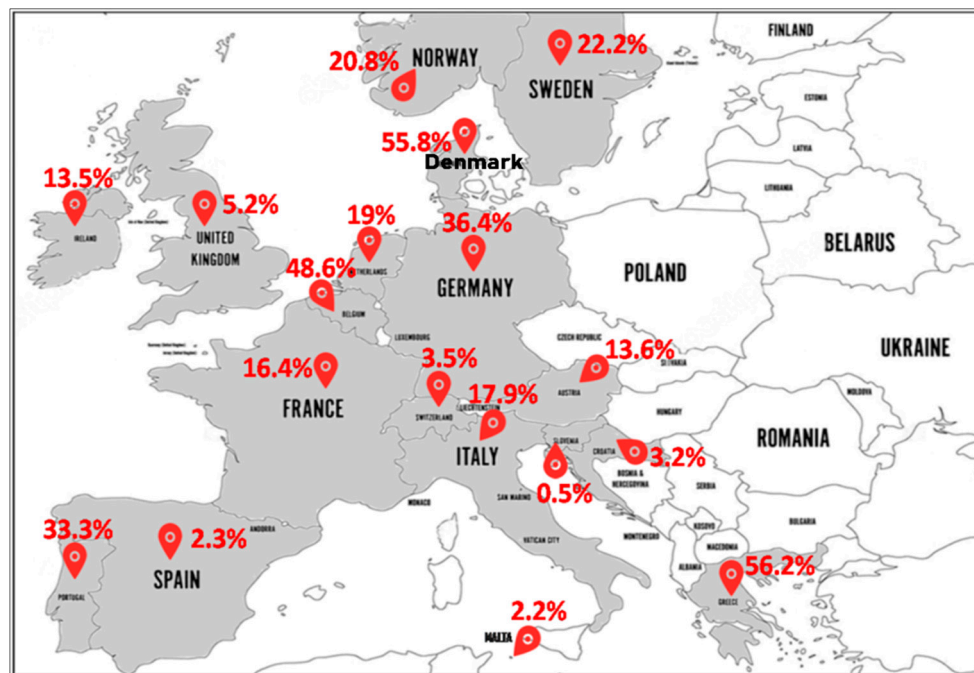 FINLAND
NORWAY
20.8%
22.2%
SWEDEN
ESTONIA
55.8%
Denmark
LATVIA
LITHUANIA
13.5%
5.2%
IRELAND
UNITED
KINGDOM
19%
NETHERLANDS
36.4%
GERMANY
POLAND
BELARUS
48.6%
BELGIUM
LUXEMBOURG
CZECH REPUBLIC
UKRAINE
16.4%
FRANCE
3.5%
SWITZERLAND
17.9%
LIECHTENSTEIN
13.6%
AUSTRIA
SLOVAKIA
HUNGARY
MOLDOVA
ROMANIA
ITALY
SLOVENIA
CROATIA
3.2%
0.5%
BOSNIA &
HERCEGOVINA
SERBIA
SAN MARINO
MONACO
33.3%
2.3%
ANDORRA
SPAIN
PORTUGAL
VATICAN CITY
MONTENEGRO
KOSOVO
BULGARIA
MACEDONIA
ALBANIA
56.2%
GREECE
2.2%
MALTA